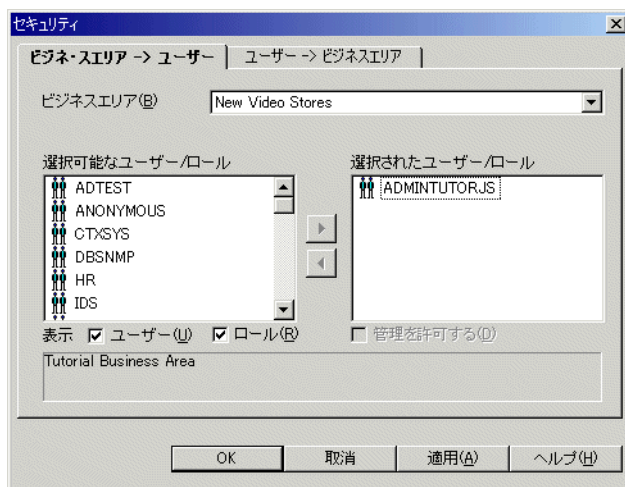 セキュリティ
ビジネ・スエリア -> ユーザー ユーザー -> ビジネスエリア
ビジネスエリア(B) New Video Stores
選択可能なユーザー/ロール 選択されたユーザー/ロール
ADTEST ADMINTUTORJS
ANONYMOUS
CTXSYS
DBSNMP
HR
IDS
表示 ユーザー(U) ロール(R) 管理を許可する(D)
Tutorial Business Area
OK 取消 適用(A) ヘルプ(H)